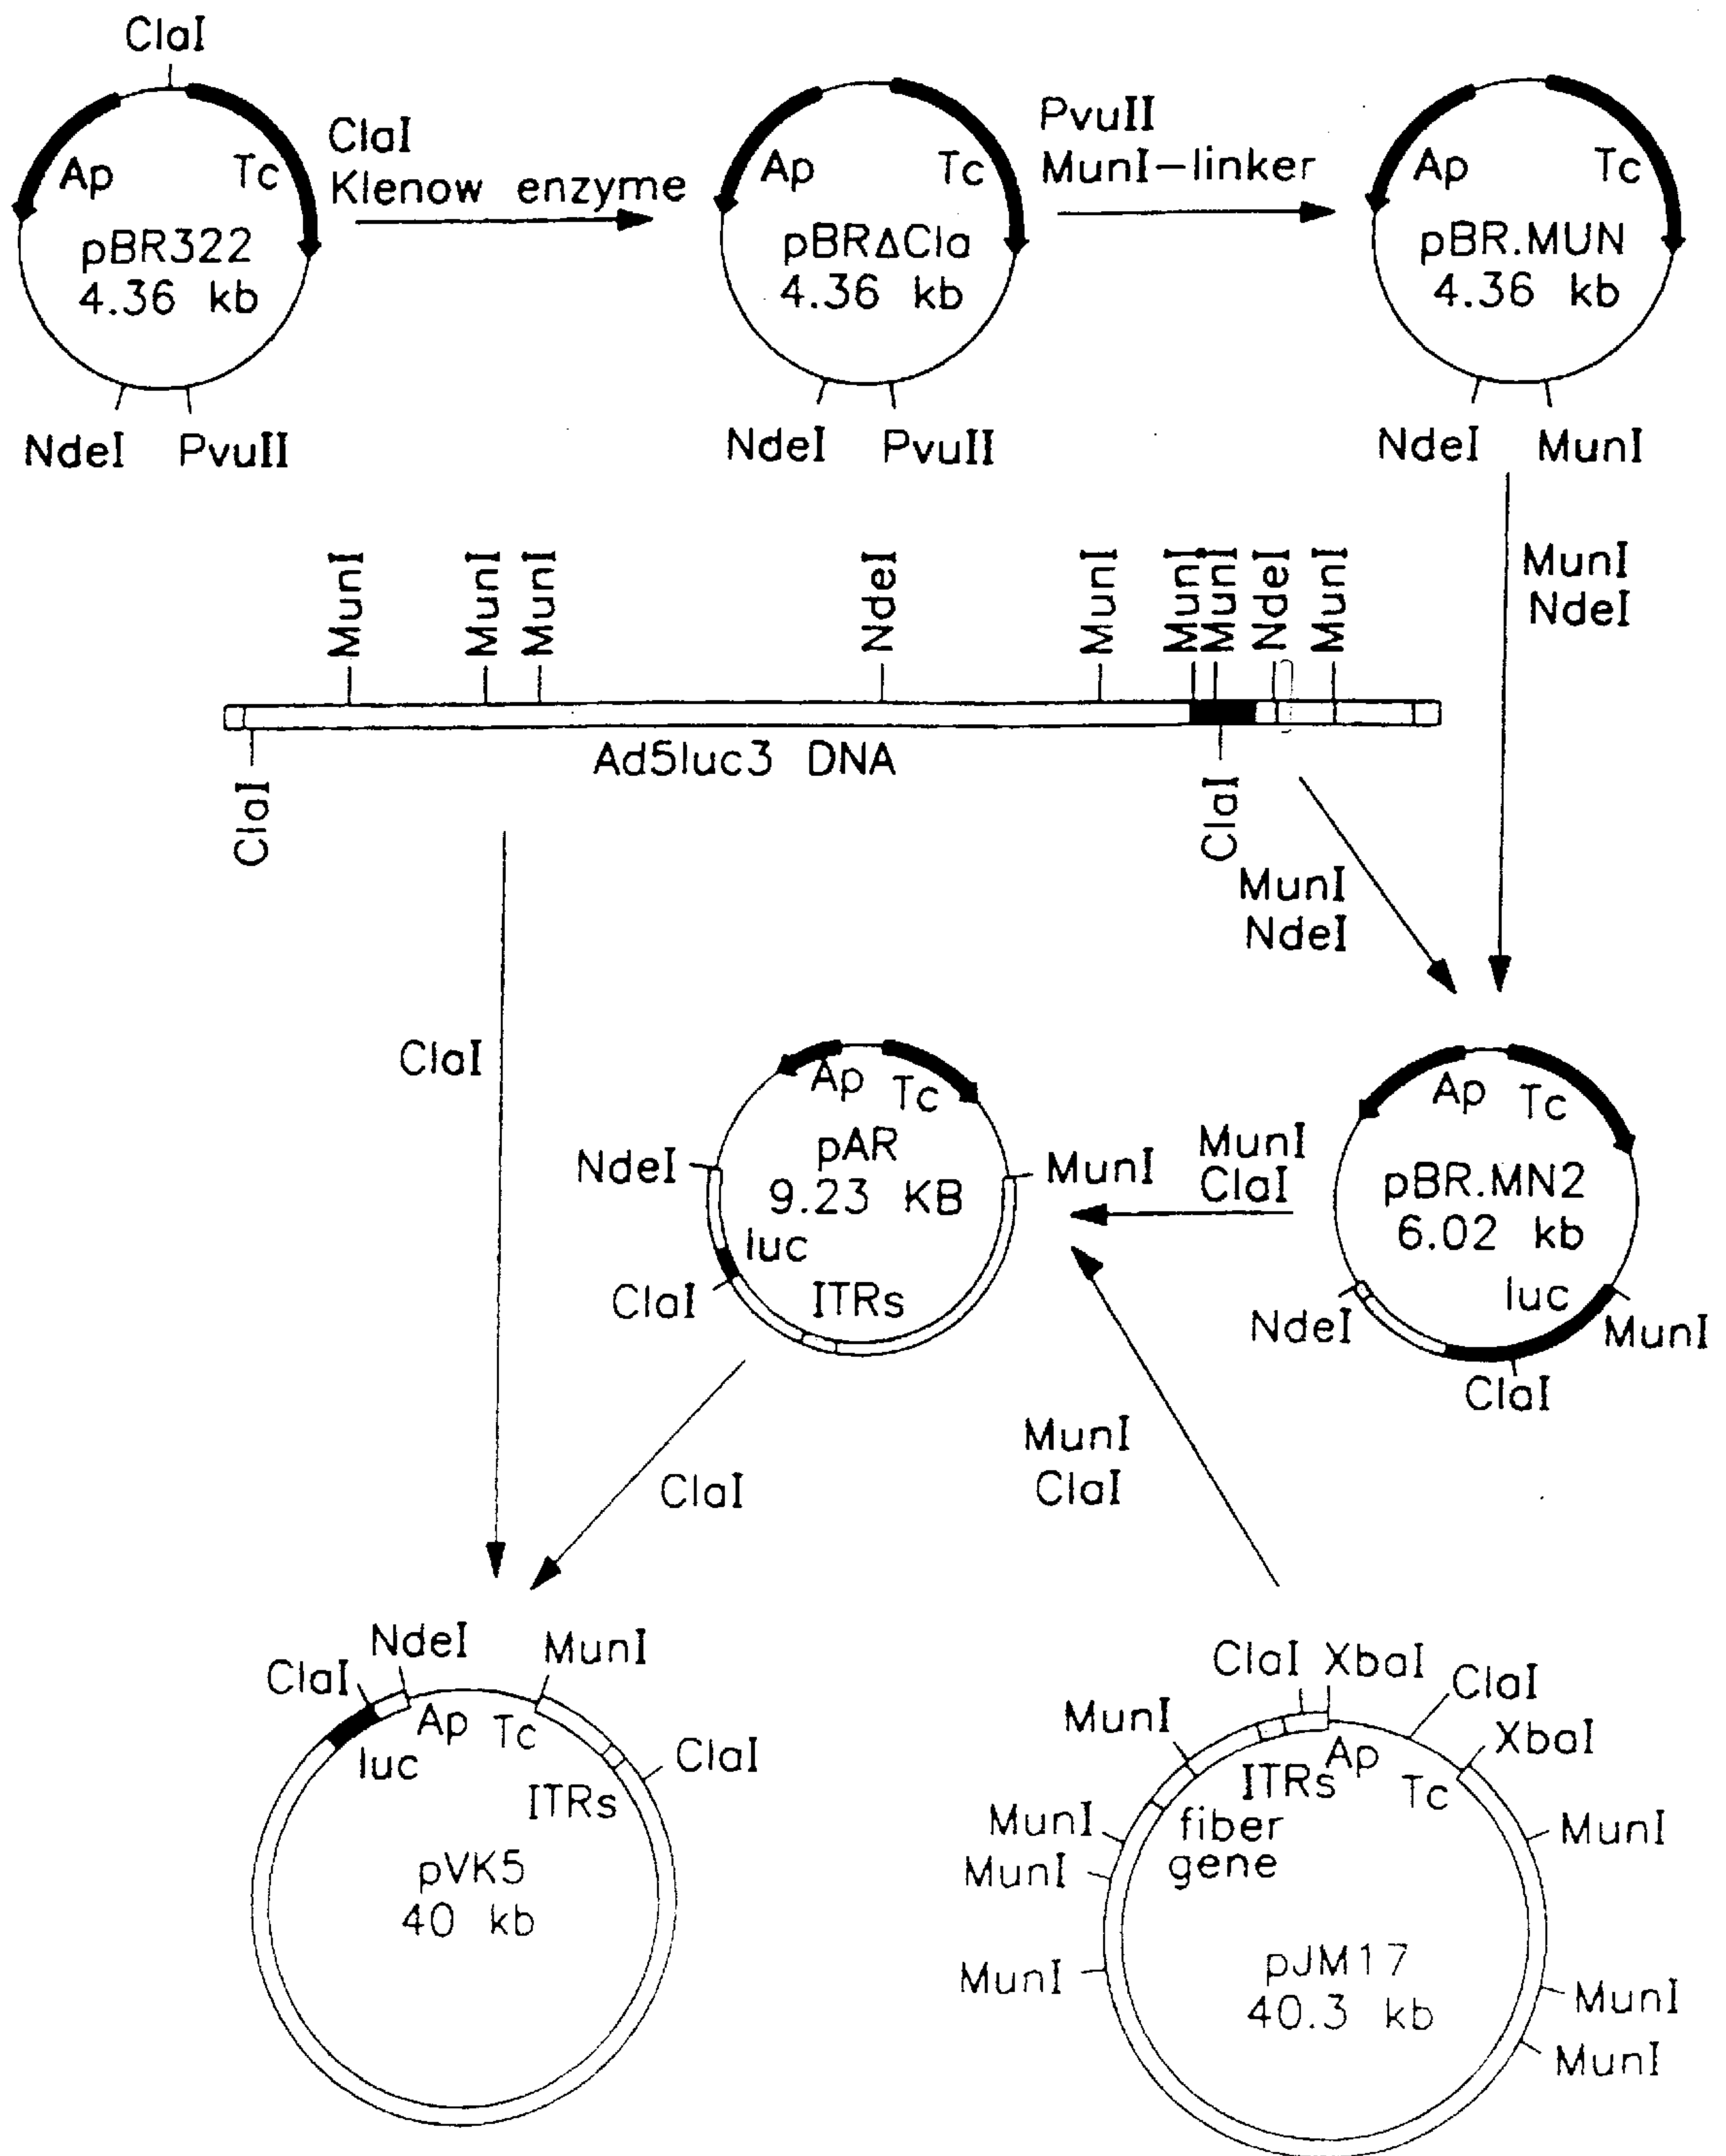 ClaI
Ap Tc
pBR322
4.36 kb
NdeI PvuII
ClaI
Klenow enzyme
Ap Tc
pBRΔCla
4.36 kb
NdeI PvuII
PvuII
MunI-linker
Ap Tc
pBR.MUN
4.36 kb
NdeI MunI
MunI
NdeI
MunI
MunI
MunI
NdeI
MunI
MunI
MunI
NdeI
MunI
Ad5luc3 DNA
ClaI
ClaI
MunI
NdeI
ClaI
Ap Tc
pAR
9.23 KB
NdeI
MunI
luc
ClaI
ITRs
MunI
ClaI
Ap Tc
pBR.MN2
6.02 kb
luc
NdeI
MunI
ClaI
ClaI
MunI
ClaI
NdeI
MunI
ClaI
Ap Tc
luc
ClaI
ITRs
pVK5
40 kb
ClaI XbaI
ClaI
MunI
XbaI
Ap
ITRs
Tc
MunI
fiber
gene
MunI
MunI
MunI
pJM17
40.3 kb
MunI
MunI